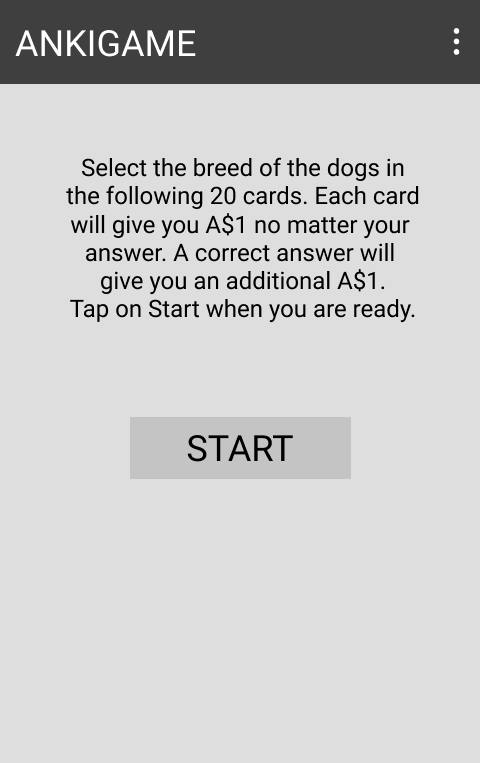 ANKIGAME
Select the breed of the dogs in
the following 20 cards. Each card
will give you A$1 no matter your
answer. A correct answer will
give you an additional A$1.
Tap on Start when you are ready.
START